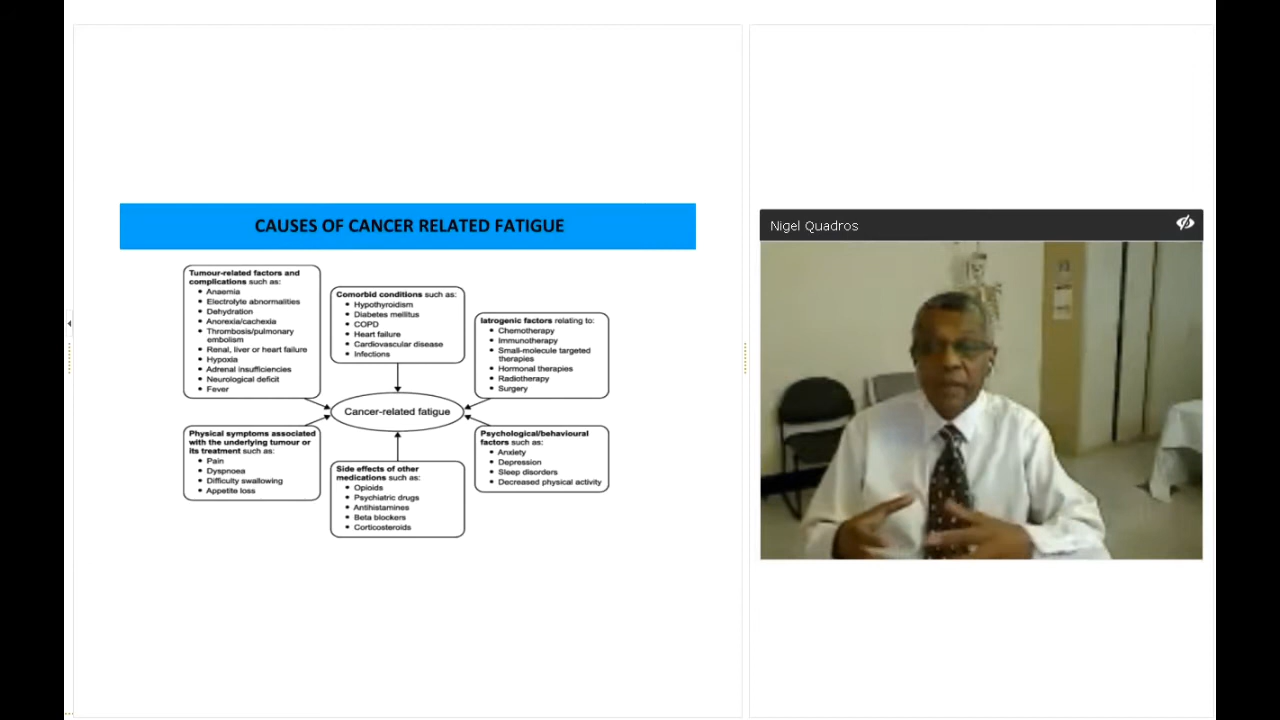 CAUSES OF CANCER RELATED FATIGUE
Tumour-related factors and
complications such as:
• Anaemia
• Electrolyte abnormalities
• Dehydration
• Anorexia/cachexia
• Thrombosis/pulmonary
embolism
• Renal, liver or heart failure
• Hypoxia
• Adrenal insufficiencies
• Neurological deficit
• Fever
Comorbid conditions such as:
• Hypothyroidism
• Diabetes mellitus
• COPD
• Heart failure
• Cardiovascular disease
• Infections
Iatrogenic factors relating to:
• Chemotherapy
• Immunotherapy
• Small-molecule targeted
therapies
• Hormonal therapies
• Radiotherapy
• Surgery
Cancer-related fatigue
Physical symptoms associated
with the underlying tumour or
its treatment such as:
• Pain
• Dyspnoea
• Difficulty swallowing
• Appetite loss
Side effects of other
medications such as:
• Opioids
• Psychiatric drugs
• Antihistamines
• Beta blockers
• Corticosteroids
Psychological/behavioural
factors such as:
• Anxiety
• Depression
• Sleep disorders
• Decreased physical activity
Nigel Quadros